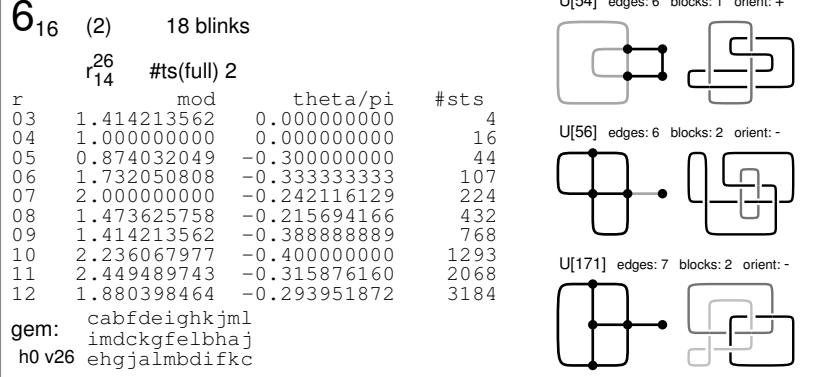 6₁₆ (2) 18 blinks
r²⁶₁₄ #ts(full) 2
r mod theta/pi #sts
03 1.414213562 0.000000000 4
04 1.000000000 0.000000000 16
05 0.874032049 -0.300000000 44
06 1.732050808 -0.333333333 107
07 2.000000000 -0.242116129 224
08 1.473625758 -0.215694166 432
09 1.414213562 -0.388888889 768
10 2.236067977 -0.400000000 1293
11 2.449489743 -0.315876160 2068
12 1.880398464 -0.293951872 3184
gem: cabfdeighkjml
imdckgfelbhaj
h0 v26 ehgjalmbdifkc
U[54] edges: 6 blocks: 1 orient: +
U[56] edges: 6 blocks: 2 orient: -
U[171] edges: 7 blocks: 2 orient: -